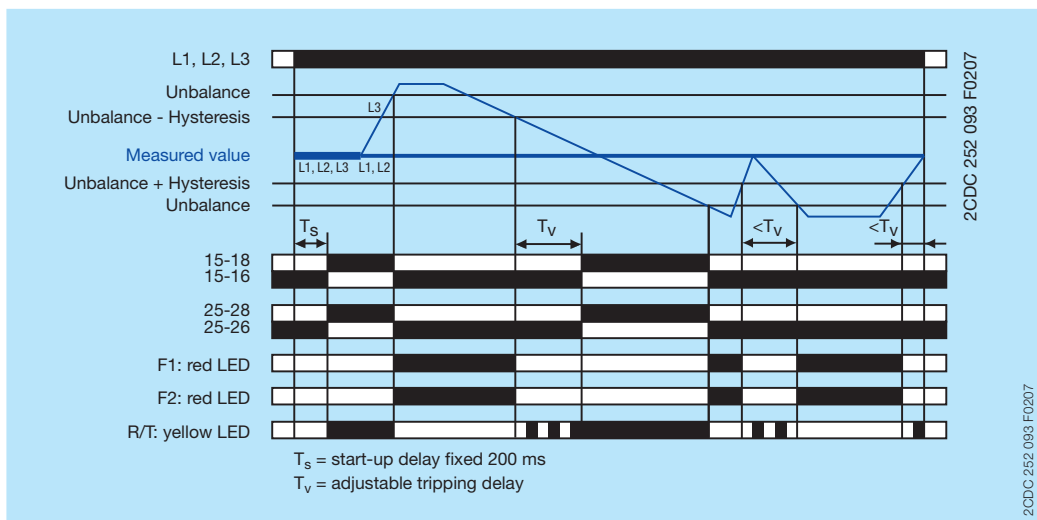 L1, L2, L3
Unbalance
L3
Unbalance - Hysteresis
Measured value
L1, L2, L3
L1, L2
Unbalance + Hysteresis
Unbalance
Ts
Tv
<Tv
<Tv
15-18
15-16
25-28
25-26
F1: red LED
F2: red LED
R/T: yellow LED
Ts = start-up delay fixed 200 ms
Tv = adjustable tripping delay
2CDC 252 093 F0207
2CDC 252 093 F0207